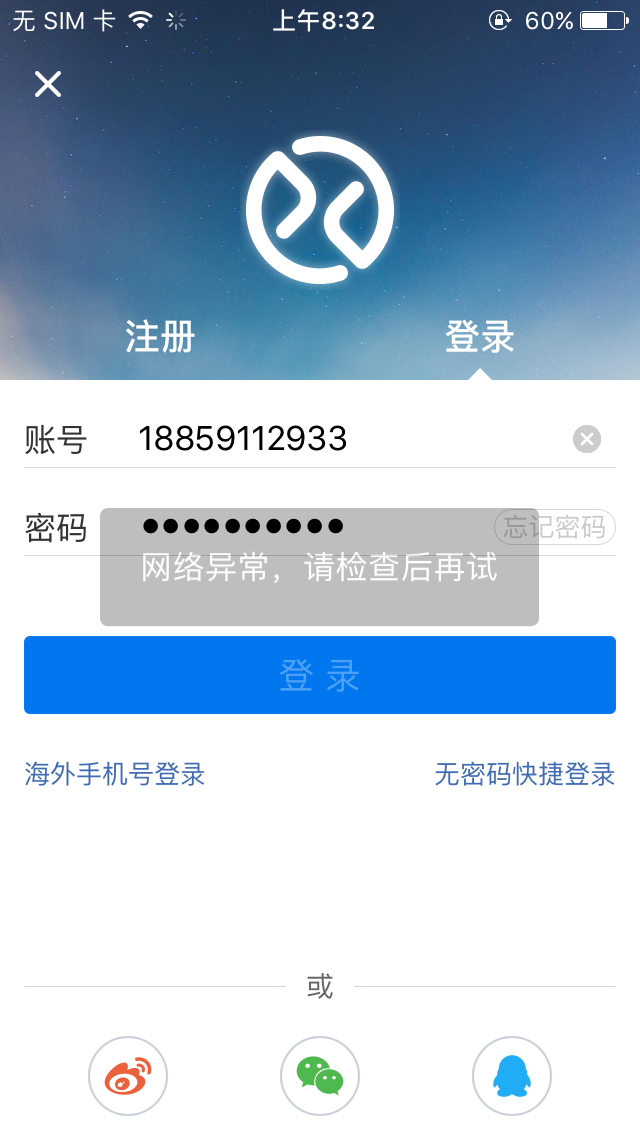 无 SIM 卡 上午8:32 60%
注册 登录
账号 18859112933
密码 ●●●●●●●●●● 忘记密码
网络异常，请检查后再试
登 录
海外手机号登录 无密码快捷登录
或